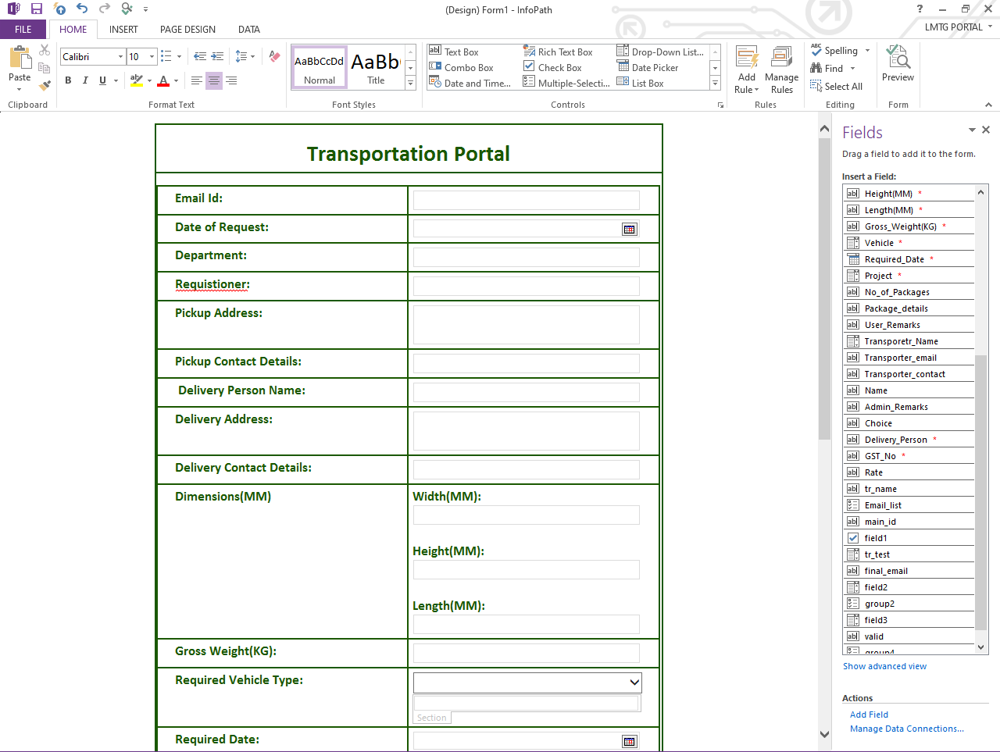 (Design) Form1 - InfoPath
?
FILE HOME INSERT PAGE DESIGN DATA
LMTG PORTAL
Paste
Clipboard
Calibri 10
B I U
Format Text
AaBbCcDd
Normal
AaBb
Title
Font Styles
Text Box
Combo Box
Date and Time...
Rich Text Box
Check Box
Multiple-Selecti...
Drop-Down List...
Date Picker
List Box
Controls
Add
Rule
Manage
Rules
Rules
Spelling
Find
Select All
Editing
Preview
Form
Transportation Portal
Email Id:
Date of Request:
Department:
Requistioner:
Pickup Address:
Pickup Contact Details:
Delivery Person Name:
Delivery Address:
Delivery Contact Details:
Dimensions(MM)
Width(MM):
Height(MM):
Length(MM):
Gross Weight(KG):
Required Vehicle Type:
Section
Required Date:
Fields
Drag a field to add it to the form.
Insert a Field:
Height(MM) *
Length(MM) *
Gross_Weight(KG) *
Vehicle *
Required_Date *
Project *
No_of_Packages
Package_details
User_Remarks
Transporetr_Name
Transporter_email
Transporter_contact
Name
Admin_Remarks
Choice
Delivery_Person *
GST_No *
Rate
tr_name
Email_list
main_id
field1
tr_test
final_email
field2
group2
field3
valid
group4
Show advanced view
Actions
Add Field
Manage Data Connections...